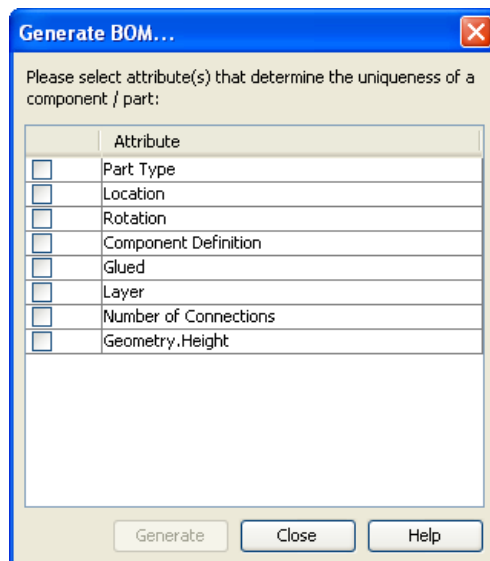 Generate BOM...
Please select attribute(s) that determine the uniqueness of a
component / part:
Attribute
Part Type
Location
Rotation
Component Definition
Glued
Layer
Number of Connections
Geometry.Height
Generate Close Help